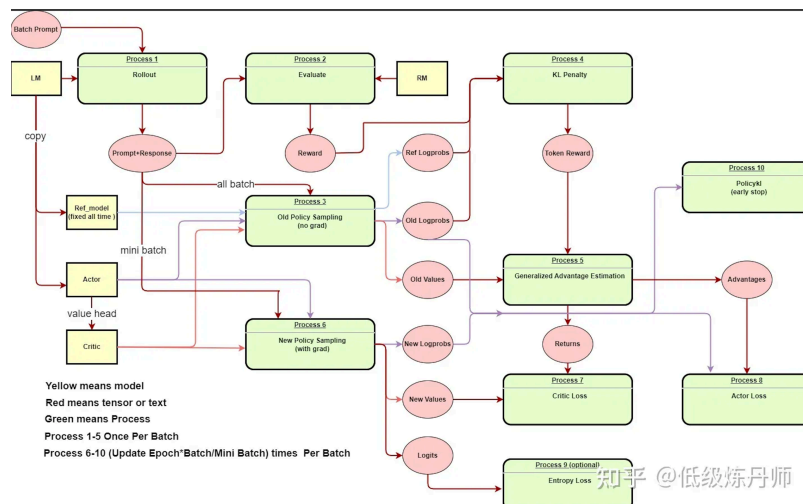 Batch Prompt
Process 1
Rollout
Process 2
Evaluate
Process 4
KL Penalty
LM
RM
copy
Prompt+Response
Reward
Ref Logprobs
Token Reward
all batch
Process 10
Policykl
(early stop)
Ref_model
(fixed all time )
Process 3
Old Policy Sampling
(no grad)
Old Logprobs
mini batch
Actor
Old Values
Process 5
Generalized Advantage Estimation
Advantages
value head
Critic
Process 6
New Policy Sampling
(with grad)
New Logprobs
Returns
Yellow means model
Red means tensor or text
Green means Process
Process 1-5 Once Per Batch
Process 6-10 (Update Epoch*Batch/Mini Batch) times Per Batch
New Values
Process 7
Critic Loss
Process 8
Actor Loss
Logits
Process 9 (optional)
Entropy Loss
知乎 @低级炼丹师